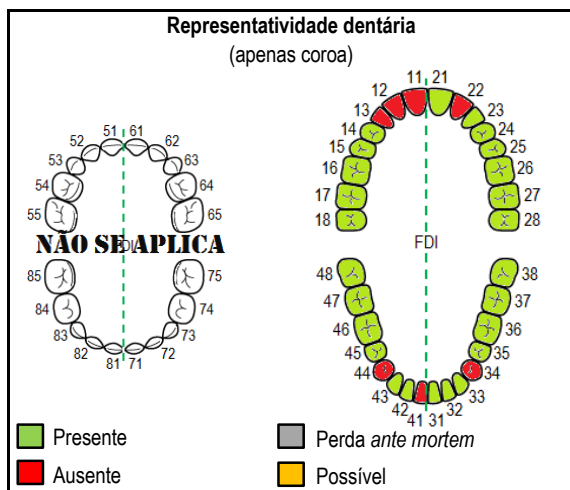 Representatividade dentária
(apenas coroa)
51 61
52 62
53 63
54 64
55 65
NÃO SE APLICA
FDI
85 75
84 74
83 73
82 72
81 71
11 21
12 22
13 23
14 24
15 25
16 26
17 27
18 28
FDI
48 38
47 37
46 36
45 35
44 34
43 33
42 32
41 31
Presente
Perda ante mortem
Ausente
Possível